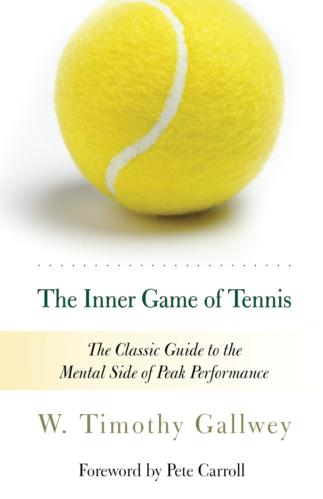 The Inner Game of Tennis
The Classic Guide to the
Mental Side of Peak Performance
W. Timothy Gallwey
Foreword by Pete Carroll